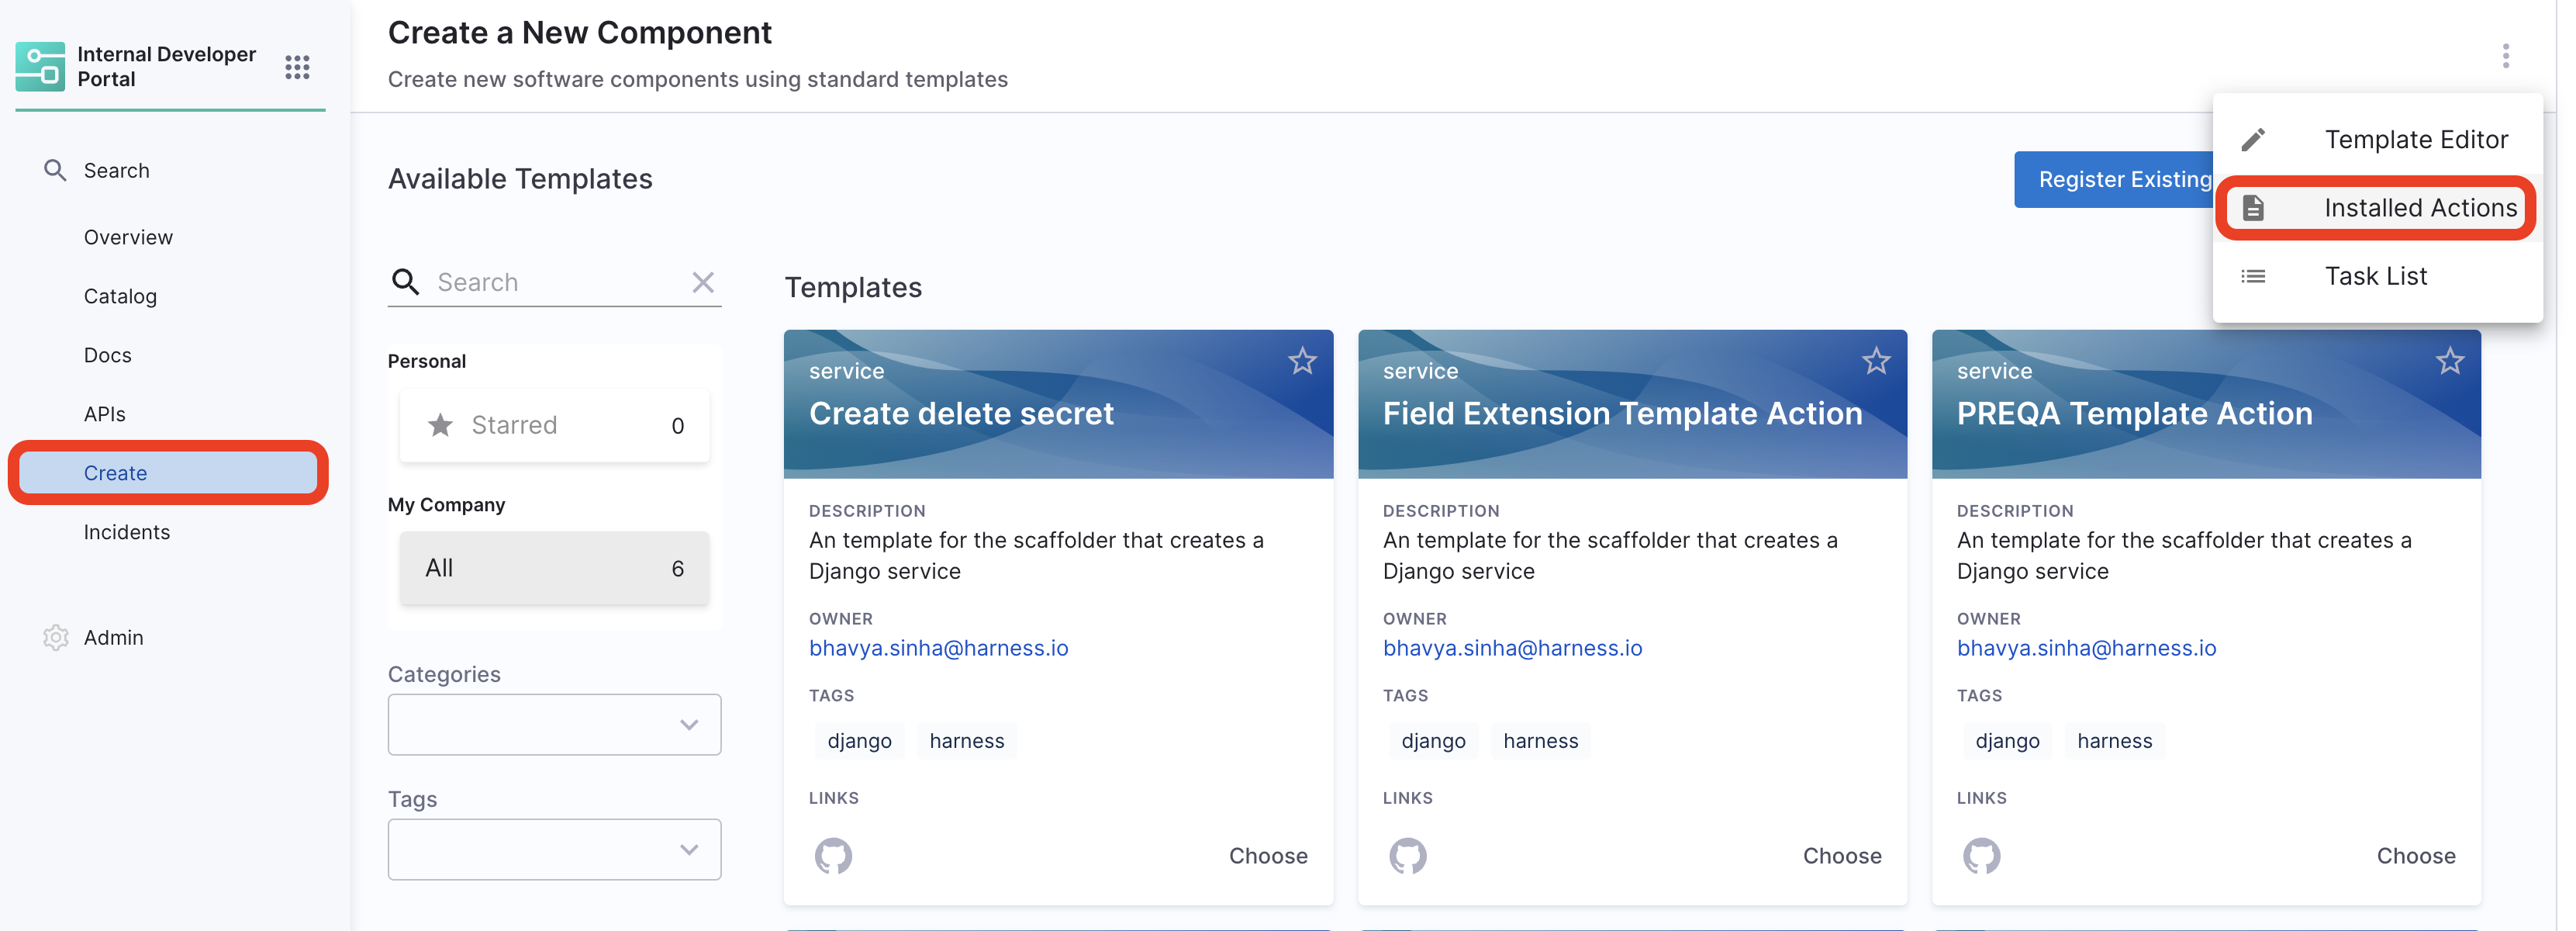 Internal Developer
Portal
Search
Overview
Catalog
Docs
APIs
Create
Incidents
Admin
Create a New Component
Create new software components using standard templates
Template Editor
Installed Actions
Task List
Available Templates
Register Existing
Search
Personal
Starred 0
My Company
All 6
Categories
Tags
Templates
service
Create delete secret
DESCRIPTION
An template for the scaffolder that creates a
Django service
OWNER
bhavya.sinha@harness.io
TAGS
django harness
LINKS
Choose
service
Field Extension Template Action
DESCRIPTION
An template for the scaffolder that creates a
Django service
OWNER
bhavya.sinha@harness.io
TAGS
django harness
LINKS
Choose
service
PREQA Template Action
DESCRIPTION
An template for the scaffolder that creates a
Django service
OWNER
bhavya.sinha@harness.io
TAGS
django harness
LINKS
Choose